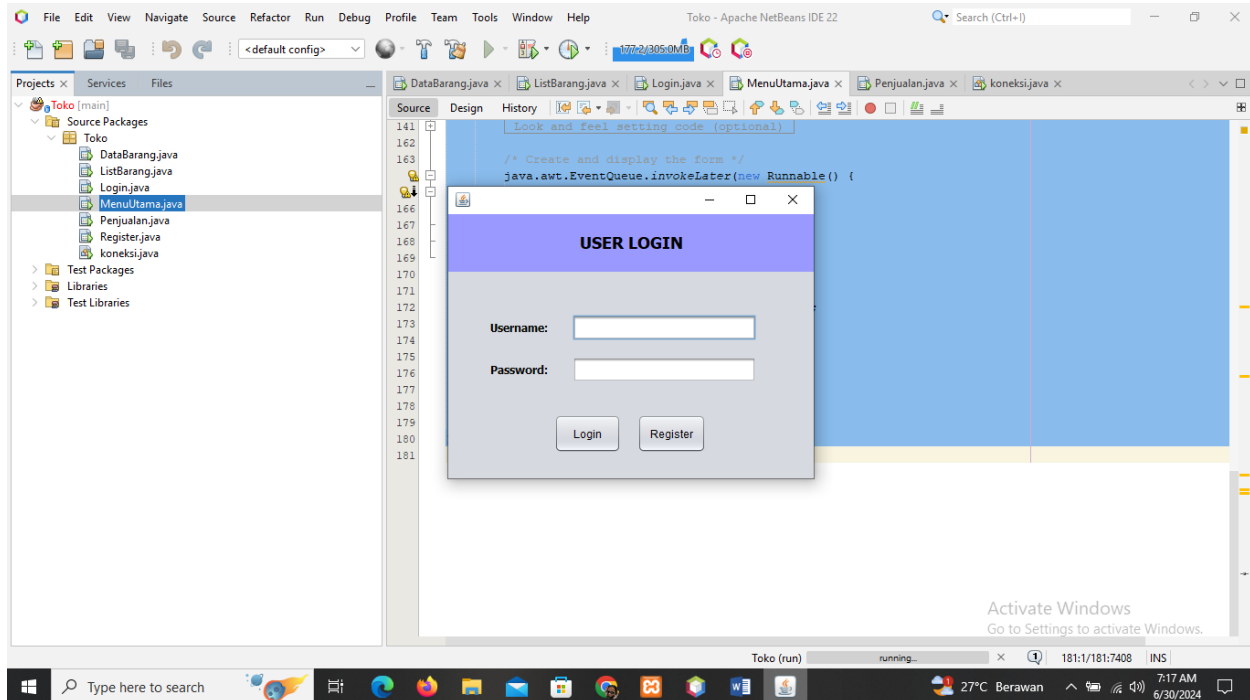 File Edit View Navigate Source Refactor Run Debug Profile Team Tools Window Help Toko - Apache NetBeans IDE 22 Search (Ctrl+I)
<default config> 177.2/305.0MB
Projects Services Files
DataBarang.java ListBarang.java Login.java MenuUtama.java Penjualan.java koneksi.java
Source Design History
Toko [main]
Source Packages
Toko
DataBarang.java
ListBarang.java
Login.java
MenuUtama.java
Penjualan.java
Register.java
koneksi.java
Test Packages
Libraries
Test Libraries
141 Look and feel setting code (optional)
162
163 /* Create and display the form */
java.awt.EventQueue.invokeLater(new Runnable() {
166
167
168
169
170
171
172 ;
173
174
175
176
177
178
179
180
181
USER LOGIN
Username:
Password:
Login Register
Activate Windows
Go to Settings to activate Windows.
Toko (run) running... 1 181:1/181:7408 INS
Type here to search 27°C Berawan 7:17 AM
6/30/2024